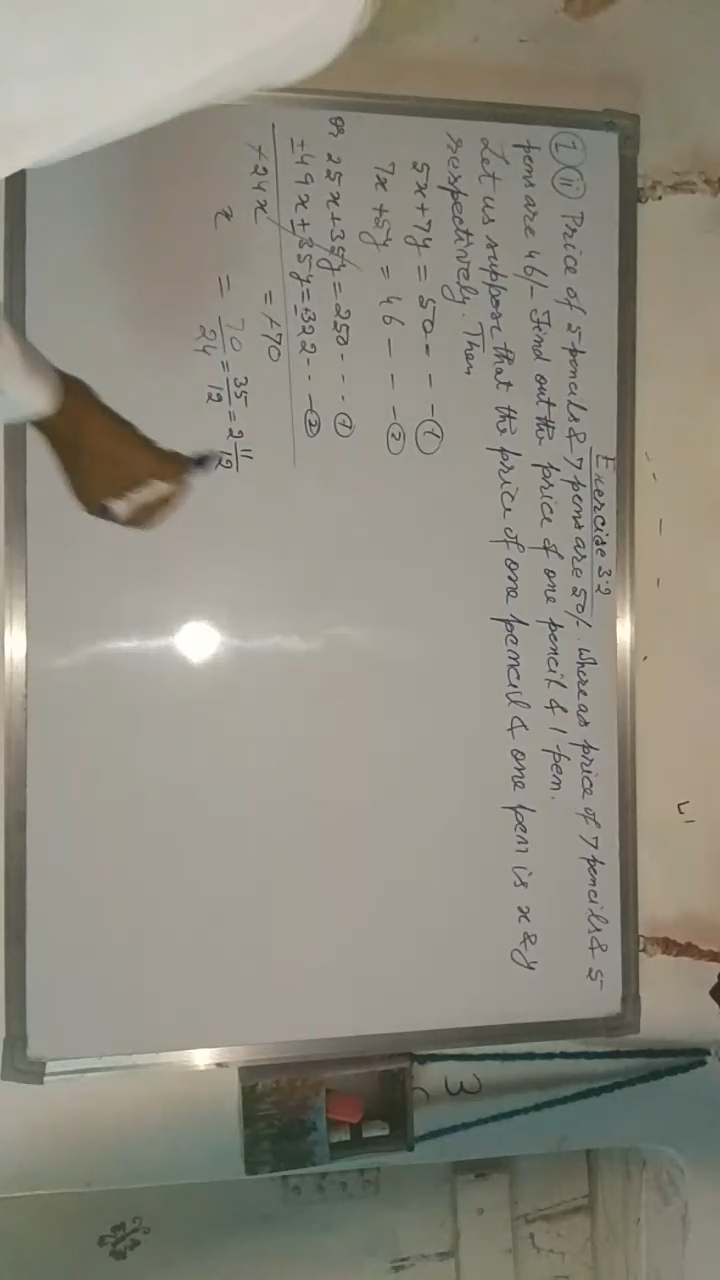 Exercise 3.2
1 ii Price of 5 pencils & 7 pens are 50/- Whereas price of 7 pencils & 5
pens are 46/- Find out the price of one pencil & 1 pen.
Let us suppose that the price of one pencil & one pen is x & y
respectively. Then
5x+7y = 50 - - - ①
7x+5y = 46 - - - ②
or 25x+35y=250 - - - ①
±49x±35y=±322 - - - ②
-24x = -70
x = 70/24 = 35/12 = 2 11/12
3